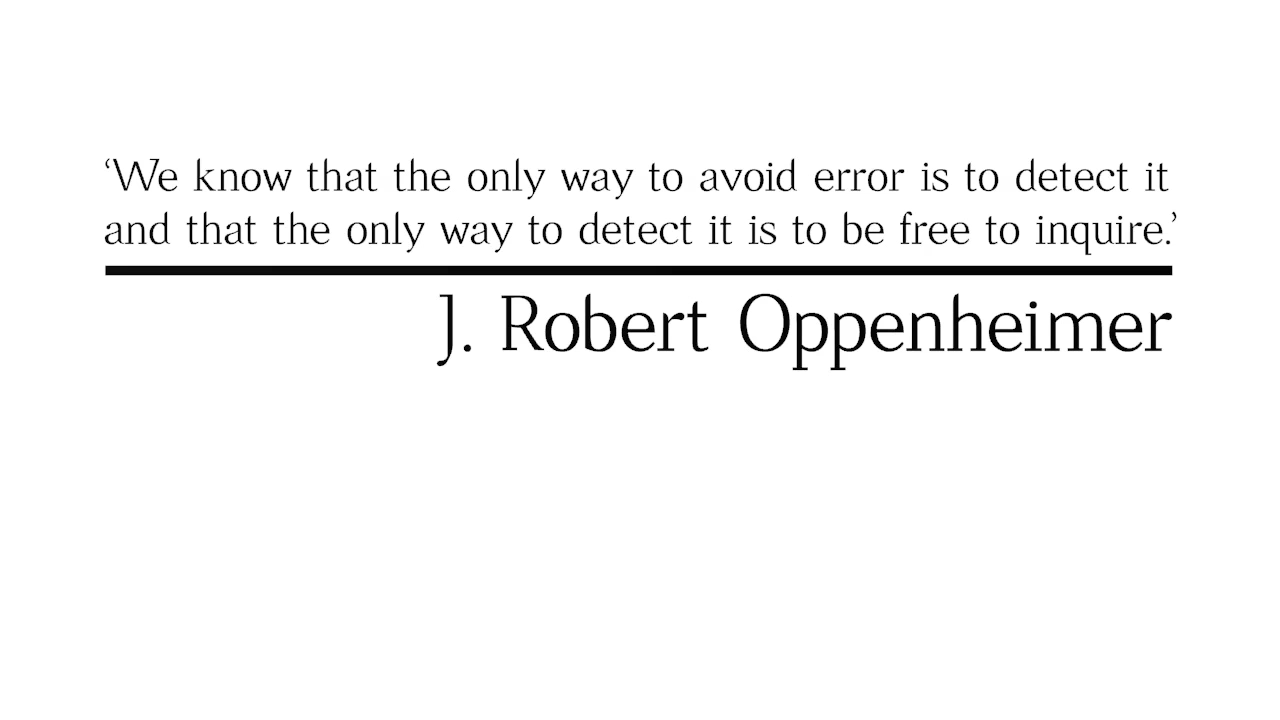 ‘We know that the only way to avoid error is to detect it
and that the only way to detect it is to be free to inquire.’
J. Robert Oppenheimer